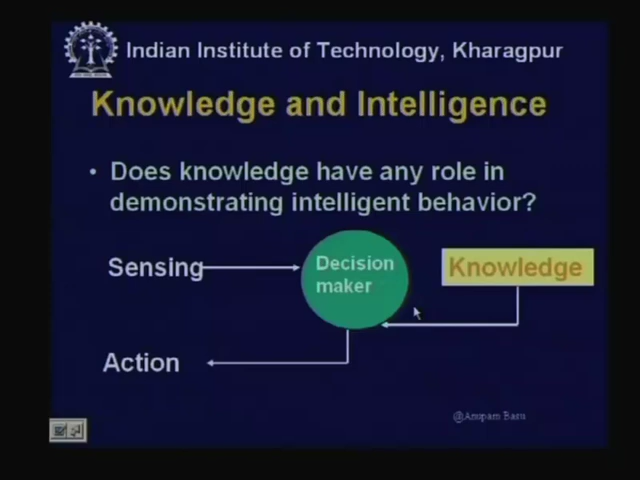 Indian Institute of Technology, Kharagpur
Knowledge and Intelligence
• Does knowledge have any role in
demonstrating intelligent behavior?
Sensing
Decision
maker
Knowledge
Action
@Anupam Basu